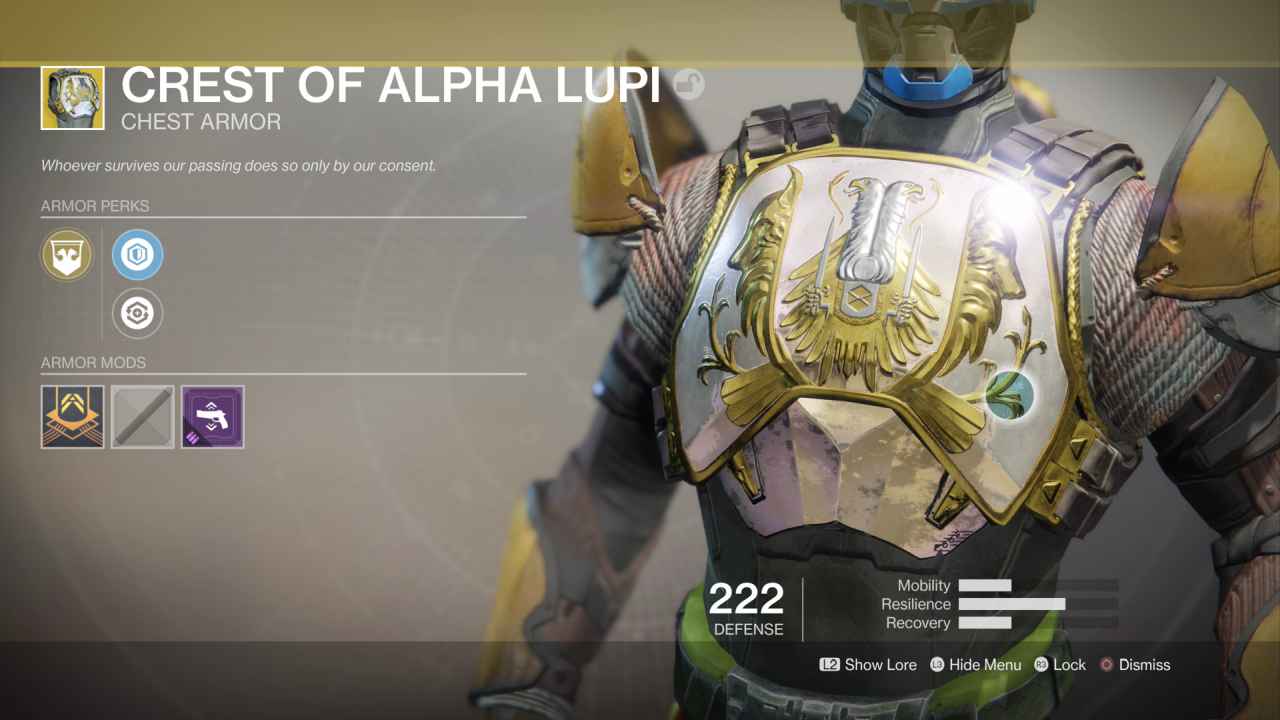 CREST OF ALPHA LUPI
CHEST ARMOR
Whoever survives our passing does so only by our consent.
ARMOR PERKS
ARMOR MODS
222
DEFENSE
Mobility
Resilience
Recovery
L2 Show Lore L3 Hide Menu R3 Lock Dismiss